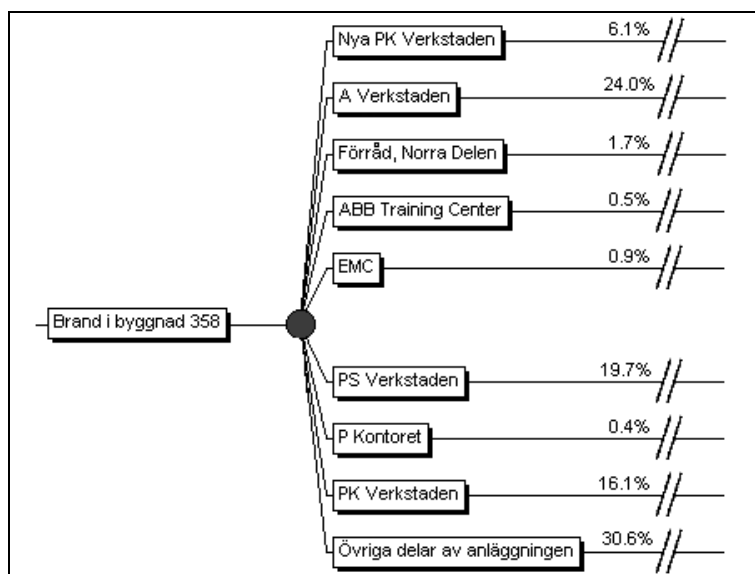 Nya PK Verkstaden 6.1%
A Verkstaden 24.0%
Förråd, Norra Delen 1.7%
ABB Training Center 0.5%
EMC 0.9%
Brand i byggnad 358
PS Verkstaden 19.7%
P Kontoret 0.4%
PK Verkstaden 16.1%
Övriga delar av anläggningen 30.6%